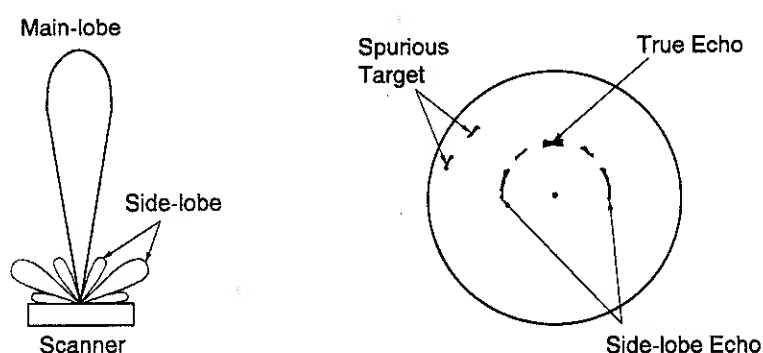 Main-lobe
Side-lobe
Scanner
Spurious
Target
True Echo
Side-lobe Echo